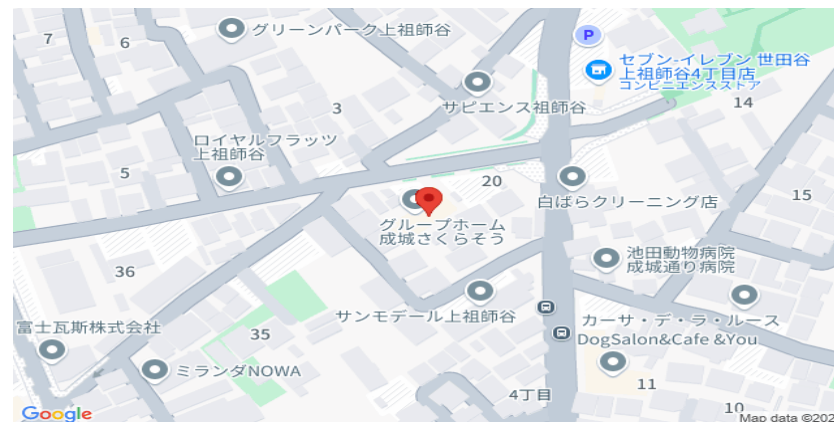 7
6
グリーンパーク上祖師谷
P
セブン-イレブン 世田谷
上祖師谷4丁目店
コンビニエンスストア
サピエンス祖師谷
3
14
ロイヤルフラッツ
上祖師谷
5
20
白ばらクリーニング店
15
グループホーム
成城さくらそう
池田動物病院
成城通り病院
36
サンモデール上祖師谷
カーサ・デ・ラ・ルース
富士瓦斯株式会社
35
DogSalon&Cafe &You
ミランダNOWA
11
4丁目
10
Google
Map data ©202